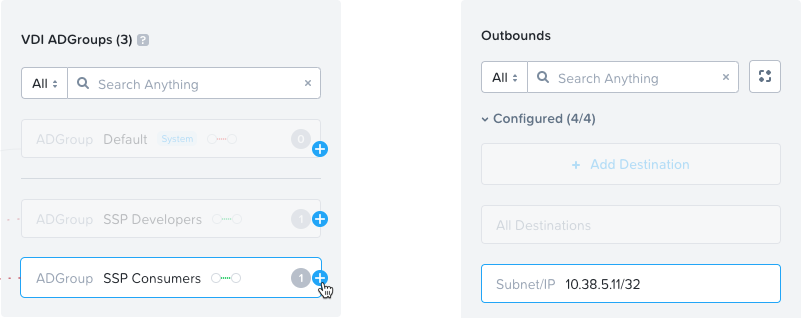 VDI ADGroups (3) ?
All Search Anything ×
ADGroup Default System 0 +
ADGroup SSP Developers 1 +
ADGroup SSP Consumers 1 +
Outbounds
All Search Anything ×
Configured (4/4)
+ Add Destination
All Destinations
Subnet/IP 10.38.5.11/32